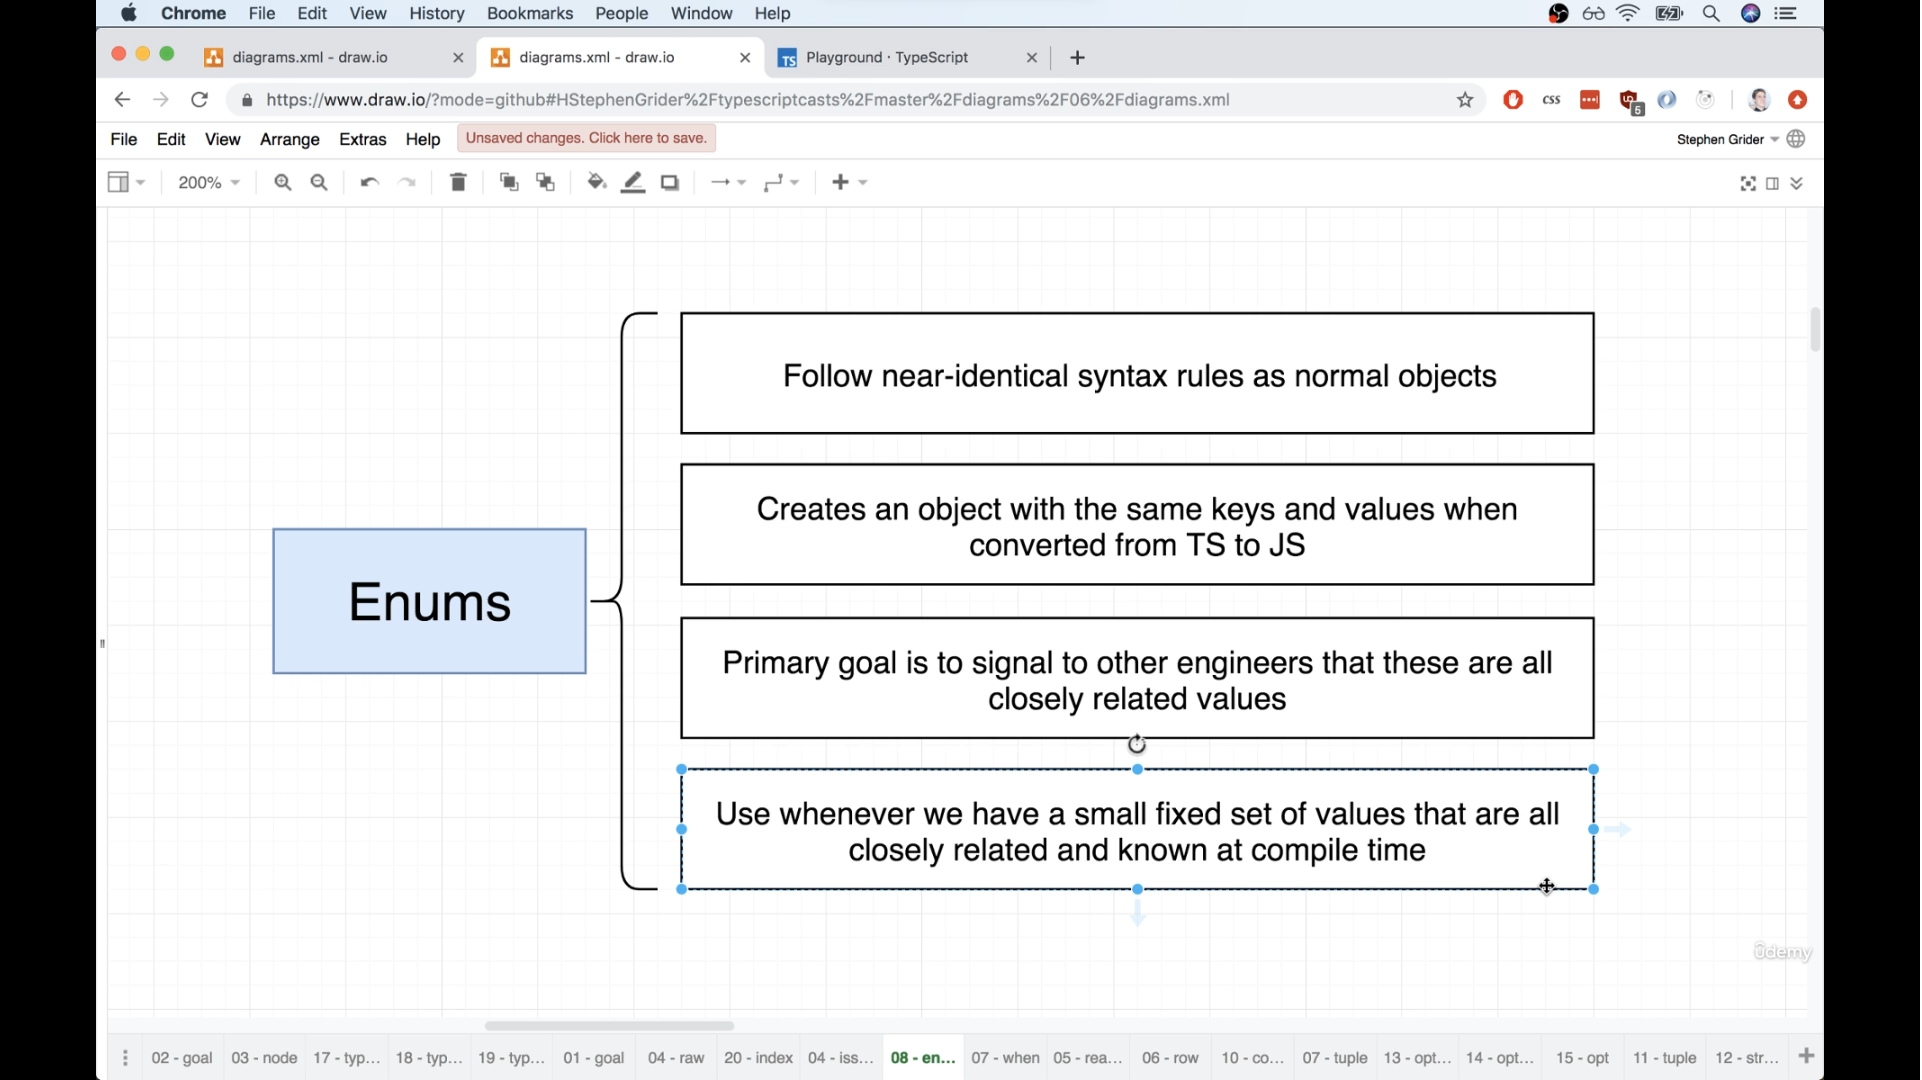 Chrome File Edit View History Bookmarks People Window Help
diagrams.xml - draw.io
diagrams.xml - draw.io
TS Playground · TypeScript
https://www.draw.io/?mode=github#HStephenGrider%2Ftypescriptcasts%2Fmaster%2Fdiagrams%2F06%2Fdiagrams.xml
CSS
5
File Edit View Arrange Extras Help Unsaved changes. Click here to save.
Stephen Grider
200%
Follow near-identical syntax rules as normal objects
Creates an object with the same keys and values when
converted from TS to JS
Enums
Primary goal is to signal to other engineers that these are all
closely related values
Use whenever we have a small fixed set of values that are all
closely related and known at compile time
ûdemy
02 - goal 03 - node 17 - typ... 18 - typ... 19 - typ... 01 - goal 04 - raw 20 - index 04 - iss... 08 - en... 07 - when 05 - rea... 06 - row 10 - co... 07 - tuple 13 - opt... 14 - opt... 15 - opt 11 - tuple 12 - str...